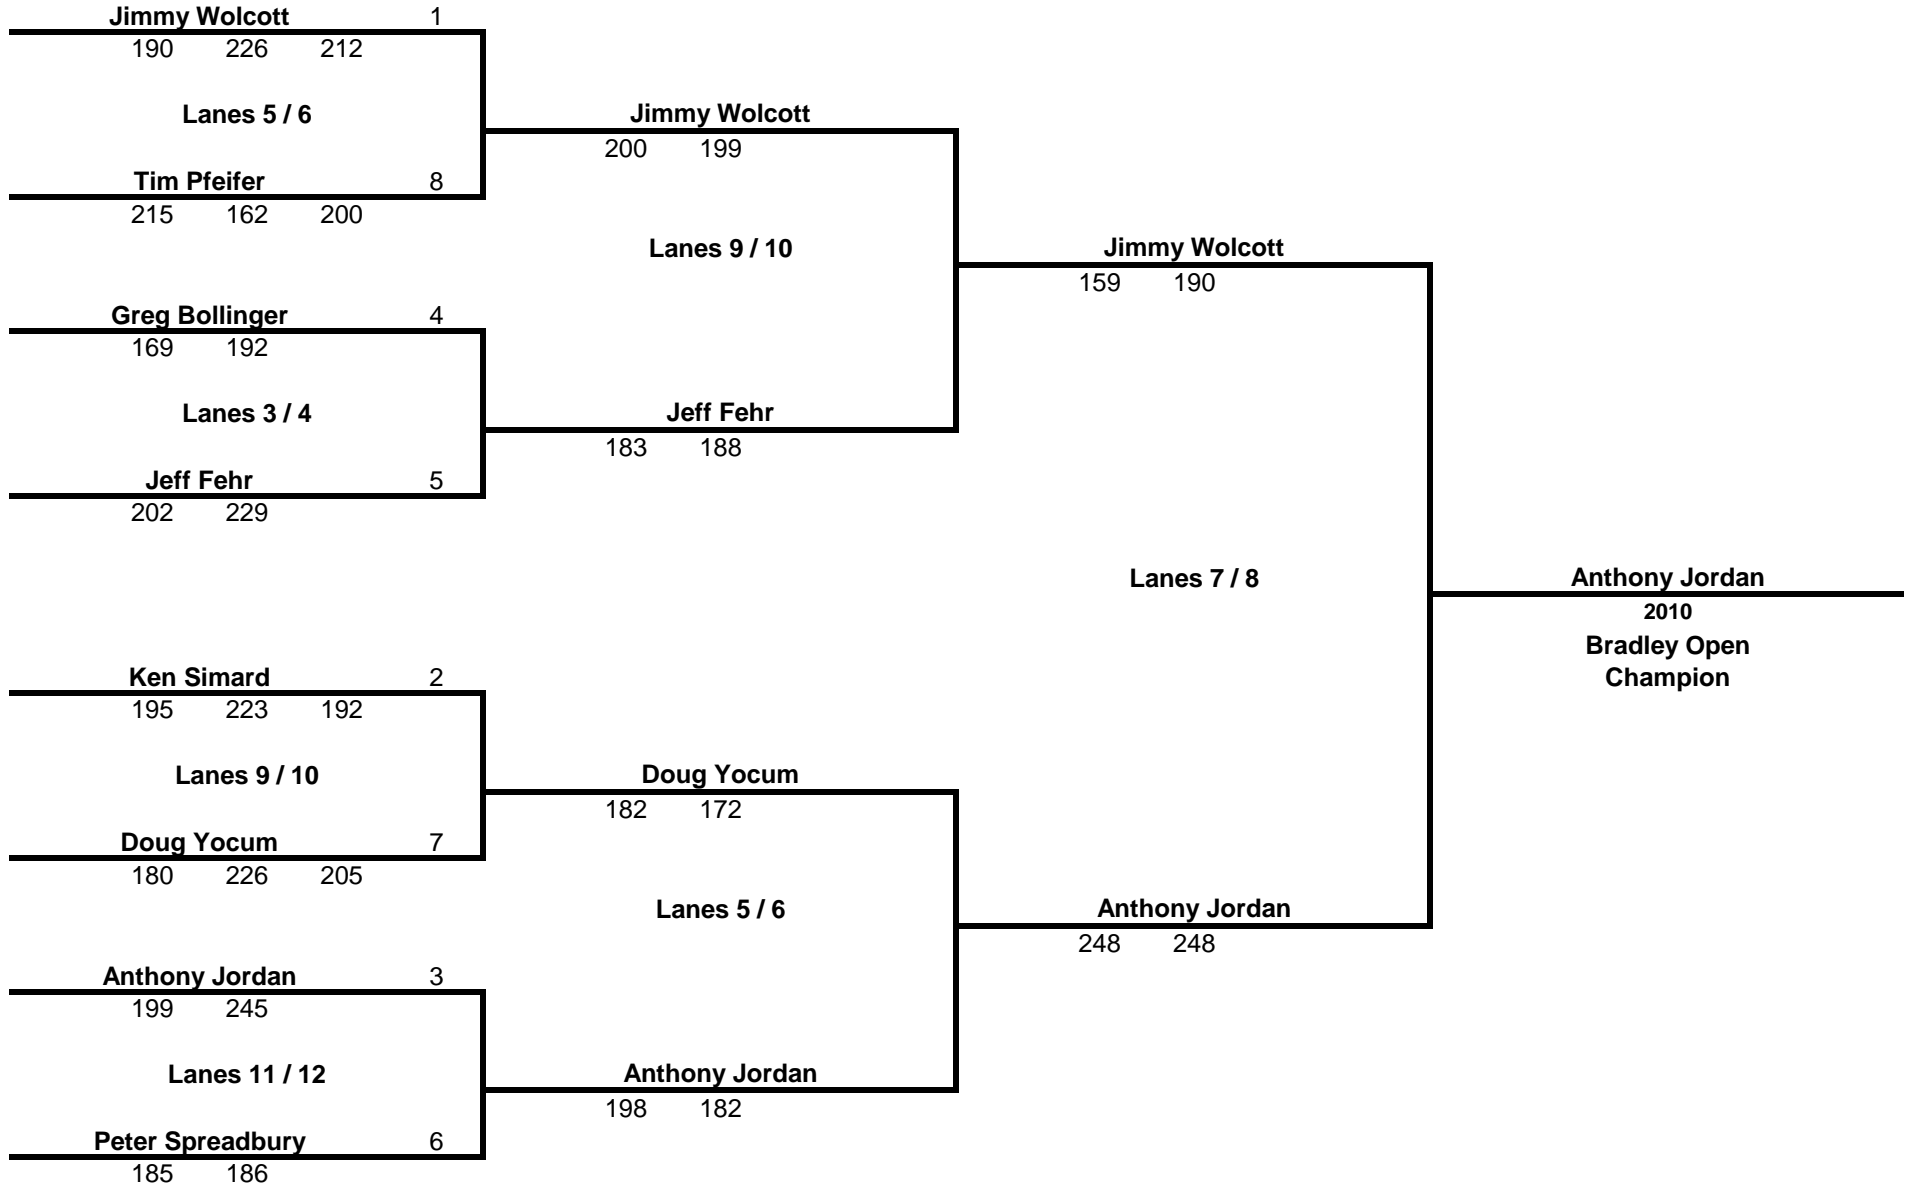 Jimmy Wolcott 1
190 226 212
Lanes 5 / 6
Tim Pfeifer 8
215 162 200
Greg Bollinger 4
169 192
Lanes 3 / 4
Jeff Fehr 5
202 229
Ken Simard 2
195 223 192
Lanes 9 / 10
Doug Yocum 7
180 226 205
Anthony Jordan 3
199 245
Lanes 11 / 12
Peter Spreadbury 6
185 186
Jimmy Wolcott
200 199
Lanes 9 / 10
Jeff Fehr
183 188
Doug Yocum
182 172
Lanes 5 / 6
Anthony Jordan
198 182
Jimmy Wolcott
159 190
Lanes 7 / 8
Anthony Jordan
248 248
Anthony Jordan
2010
Bradley Open
Champion